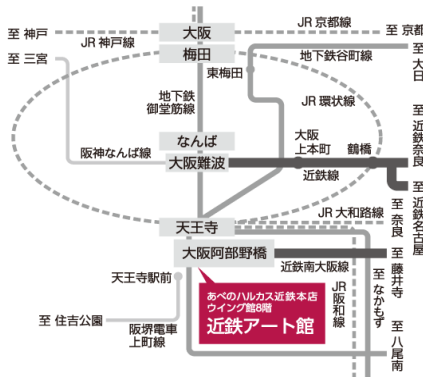 至 神戸
JR 神戸線
大阪
JR 京都線
至 京都
至 三宮
梅田
地下鉄谷町線
至 大日
東梅田
地下鉄
御堂筋線
JR 環状線
なんば
大阪
上本町
鶴橋
至 近鉄奈良
阪神なんば線
大阪難波
近鉄線
至 近鉄名古屋
天王寺
JR 大和路線
至 奈良
大阪阿部野橋
近鉄南大阪線
至 藤井寺
天王寺駅前
あべのハルカス近鉄本店
ウイング館8階
近鉄アート館
JR 阪和線
至 なかもず
至 住吉公園
阪堺電車
上町線
至 八尾南